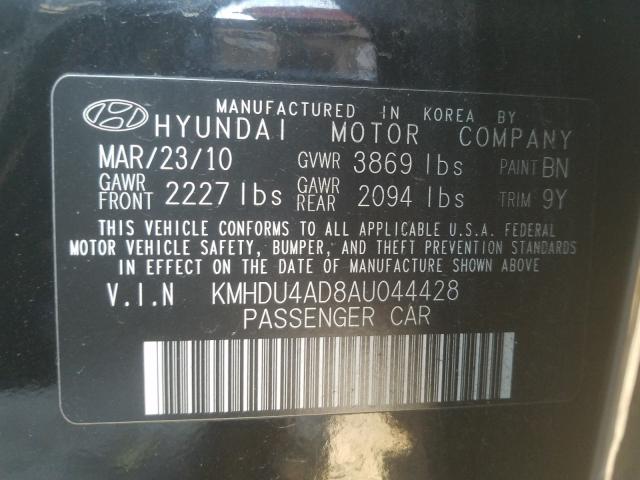 MANUFACTURED IN KOREA BY
HYUNDAI MOTOR COMPANY
MAR/23/10 GVWR 3869 lbs PAINT BN
GAWR FRONT 2227 lbs GAWR REAR 2094 lbs TRIM 9Y
THIS VEHICLE CONFORMS TO ALL APPLICABLE U.S.A. FEDERAL
MOTOR VEHICLE SAFETY, BUMPER, AND THEFT PREVENTION STANDARDS
IN EFFECT ON THE DATE OF MANUFACTURE SHOWN ABOVE
V.I.N KMHDU4AD8AU044428
PASSENGER CAR